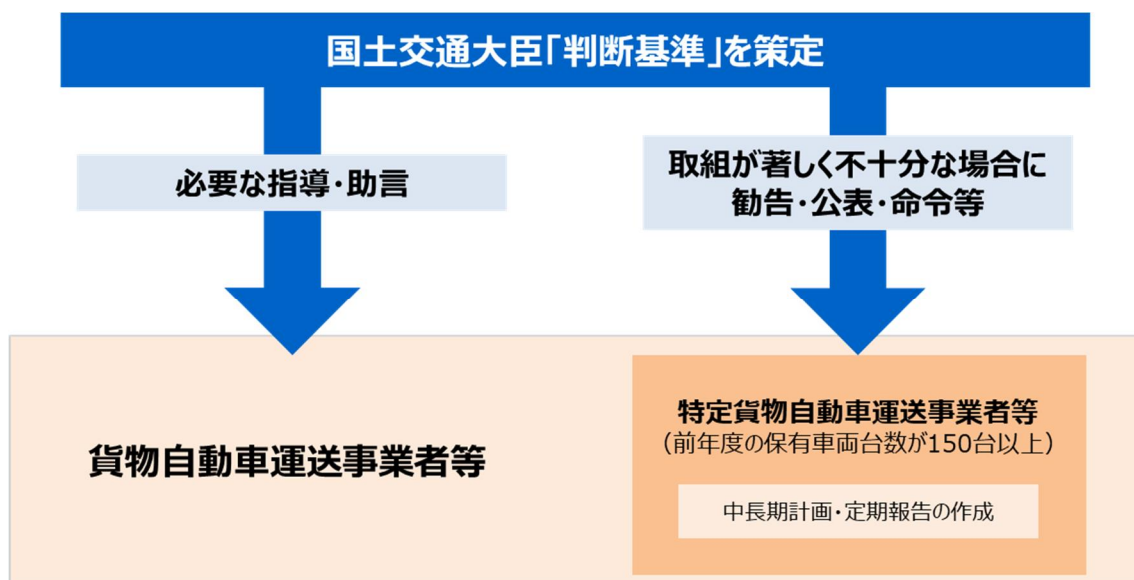 国土交通大臣「判断基準」を策定
必要な指導・助言
取組が著しく不十分な場合に
勧告・公表・命令等
貨物自動車運送事業者等
特定貨物自動車運送事業者等
（前年度の保有車両台数が150台以上）
中長期計画・定期報告の作成